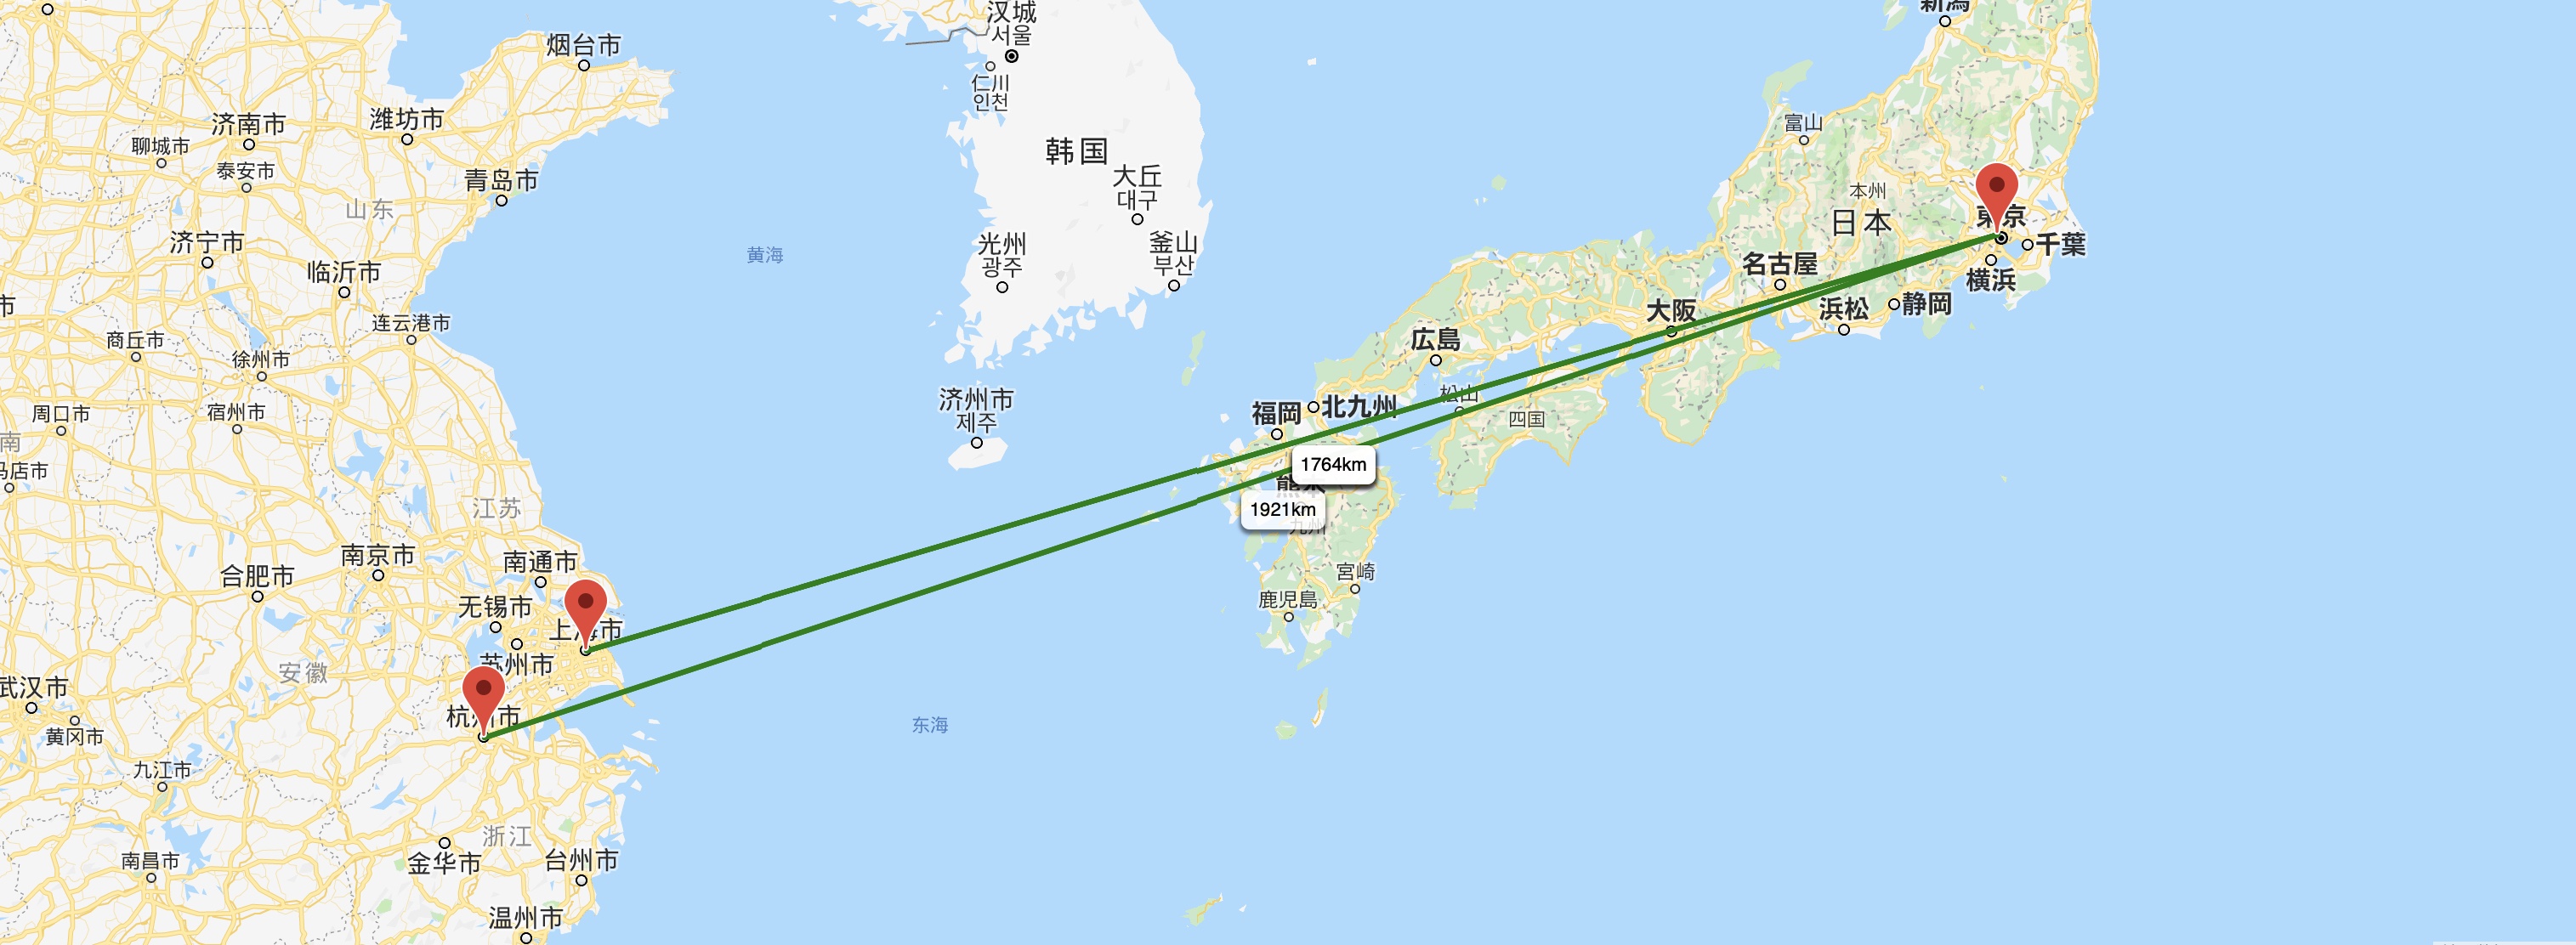 汉城
서울
新潟
烟台市
仁川
인천
潍坊市
济南市
聊城市
泰安市
韩国
富山
大丘
대구
青岛市
山东
本州
日本
東京
济宁市
光州
광주
釜山
부산
黄海
千葉
临沂市
名古屋
横浜
市
连云港市
大阪
浜松
静岡
商丘市
広島
徐州市
济州市
제주
松山
周口市
宿州市
福岡
北九州
四国
南
马店市
1764km
熊本
江苏
1921km
九州
南京市
南通市
合肥市
宮崎
无锡市
鹿児島
上海市
苏州市
安徽
武汉市
杭州市
东海
黄冈市
九江市
浙江
南昌市
金华市
台州市
温州市